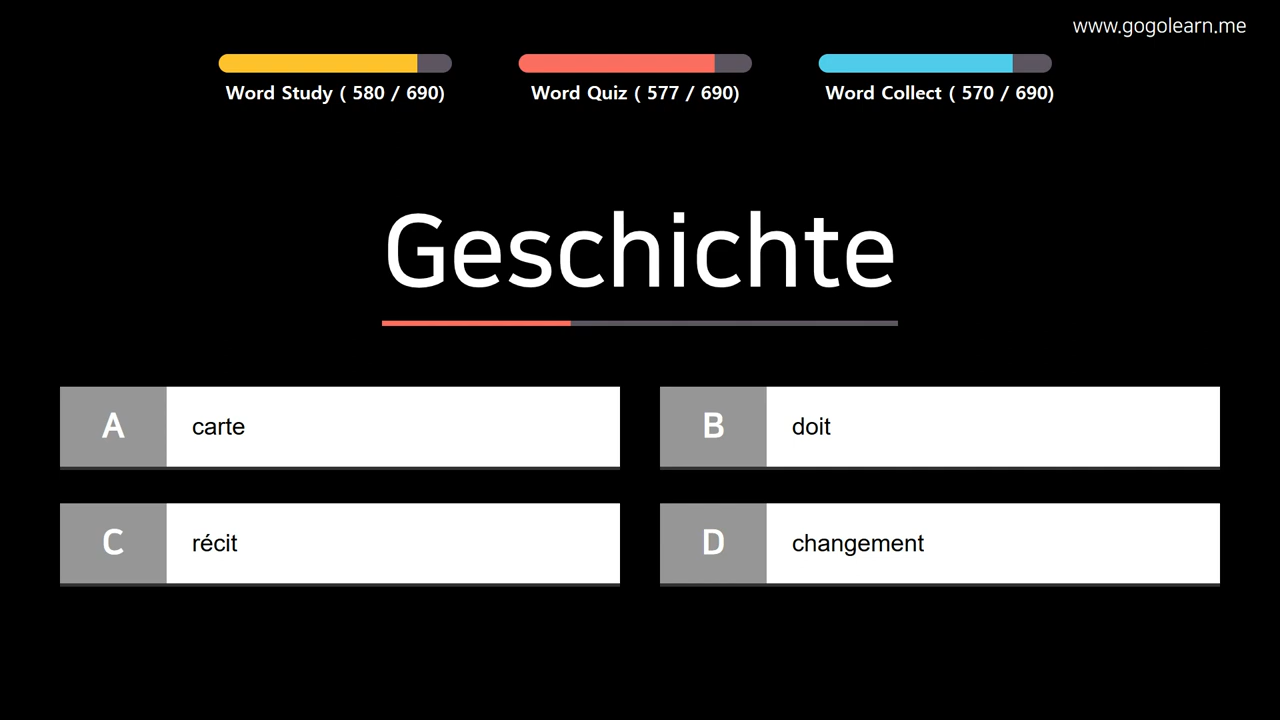 www.gogolearn.me
Word Study ( 580 / 690)
Word Quiz ( 577 / 690)
Word Collect ( 570 / 690)
Geschichte
A carte
B doit
C récit
D changement